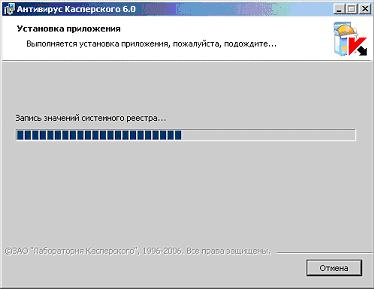 Антивирус Касперского 6.0
Установка приложения
Выполняется установка приложения, пожалуйста, подождите...
Запись значений системного реестра...
©ЗАО "Лаборатория Касперского", 1996-2006. Все права защищены.
Отмена